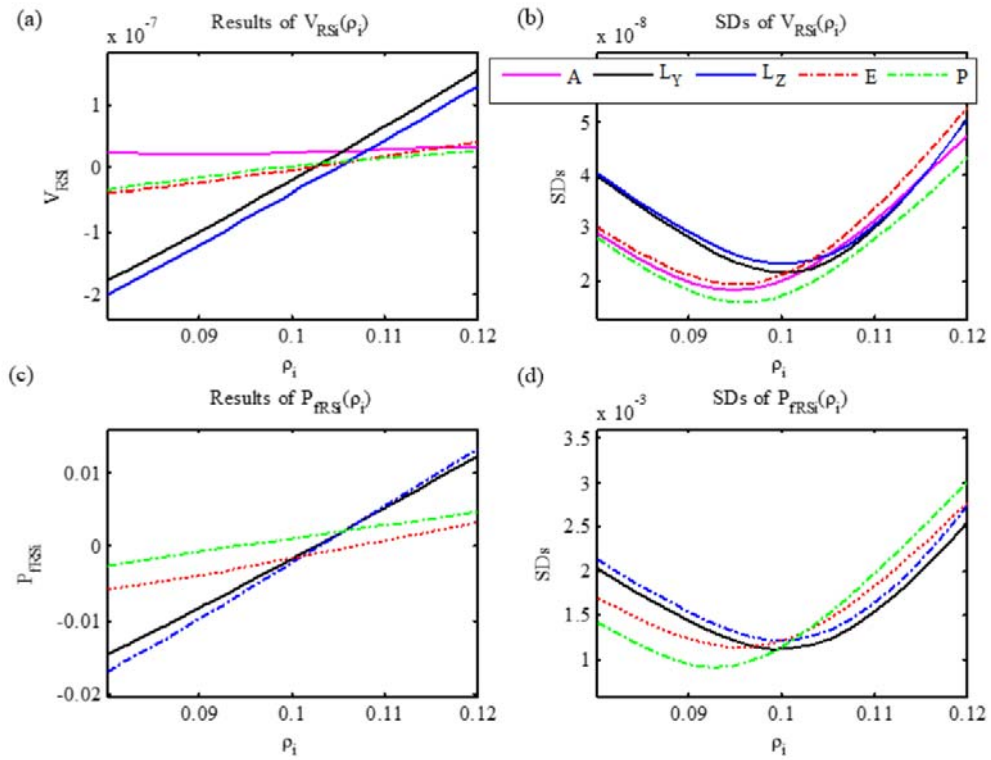 (a)
Results of V_RSi(ρ_i)
x 10^-7
1
0
-1
-2
V_RSi
0.09
0.1
0.11
0.12
ρ_i
(b)
SDs of V_RSi(ρ_i)
x 10^-8
A L_Y L_Z E P
5
4
3
2
SDs
0.09
0.1
0.11
0.12
ρ_i
(c)
Results of P_fRSi(ρ_i)
0.01
0
-0.01
-0.02
P_fRSi
0.09
0.1
0.11
0.12
ρ_i
(d)
SDs of P_fRSi(ρ_i)
x 10^-3
3.5
3
2.5
2
1.5
1
SDs
0.09
0.1
0.11
0.12
ρ_i